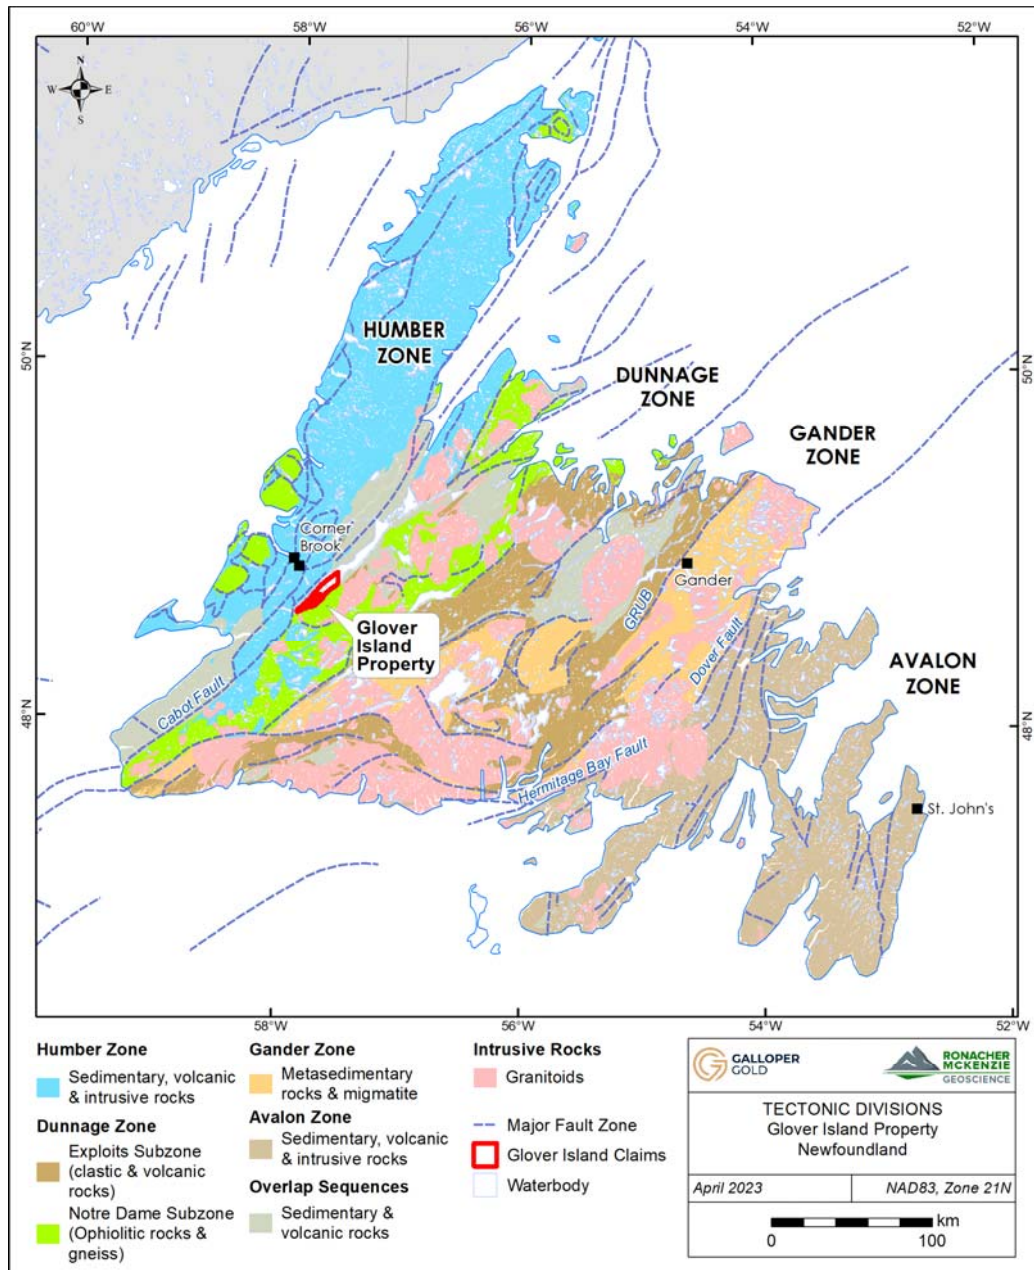 60°W 58°W 56°W 54°W 52°W
N
W E
S
HUMBER
ZONE
50°N
50°N
DUNNAGE
ZONE
GANDER
ZONE
Corner
Brook
Gander
Glover
Island
Property
GRUB
Dover Fault
AVALON
ZONE
Cabot Fault
48°N
48°N
Hermitage Bay Fault
St. John's
58°W 56°W 54°W 52°W
Humber Zone
Sedimentary, volcanic
& intrusive rocks
Dunnage Zone
Exploits Subzone
(clastic & volcanic
rocks)
Notre Dame Subzone
(Ophiolitic rocks &
gneiss)
Gander Zone
Metasedimentary
rocks & migmatite
Avalon Zone
Sedimentary, volcanic
& intrusive rocks
Overlap Sequences
Sedimentary &
volcanic rocks
Intrusive Rocks
Granitoids
Major Fault Zone
Glover Island Claims
Waterbody
GALLOPER
GOLD
RONACHER
MCKENZIE
GEOSCIENCE
TECTONIC DIVISIONS
Glover Island Property
Newfoundland
April 2023
NAD83, Zone 21N
km
0 100